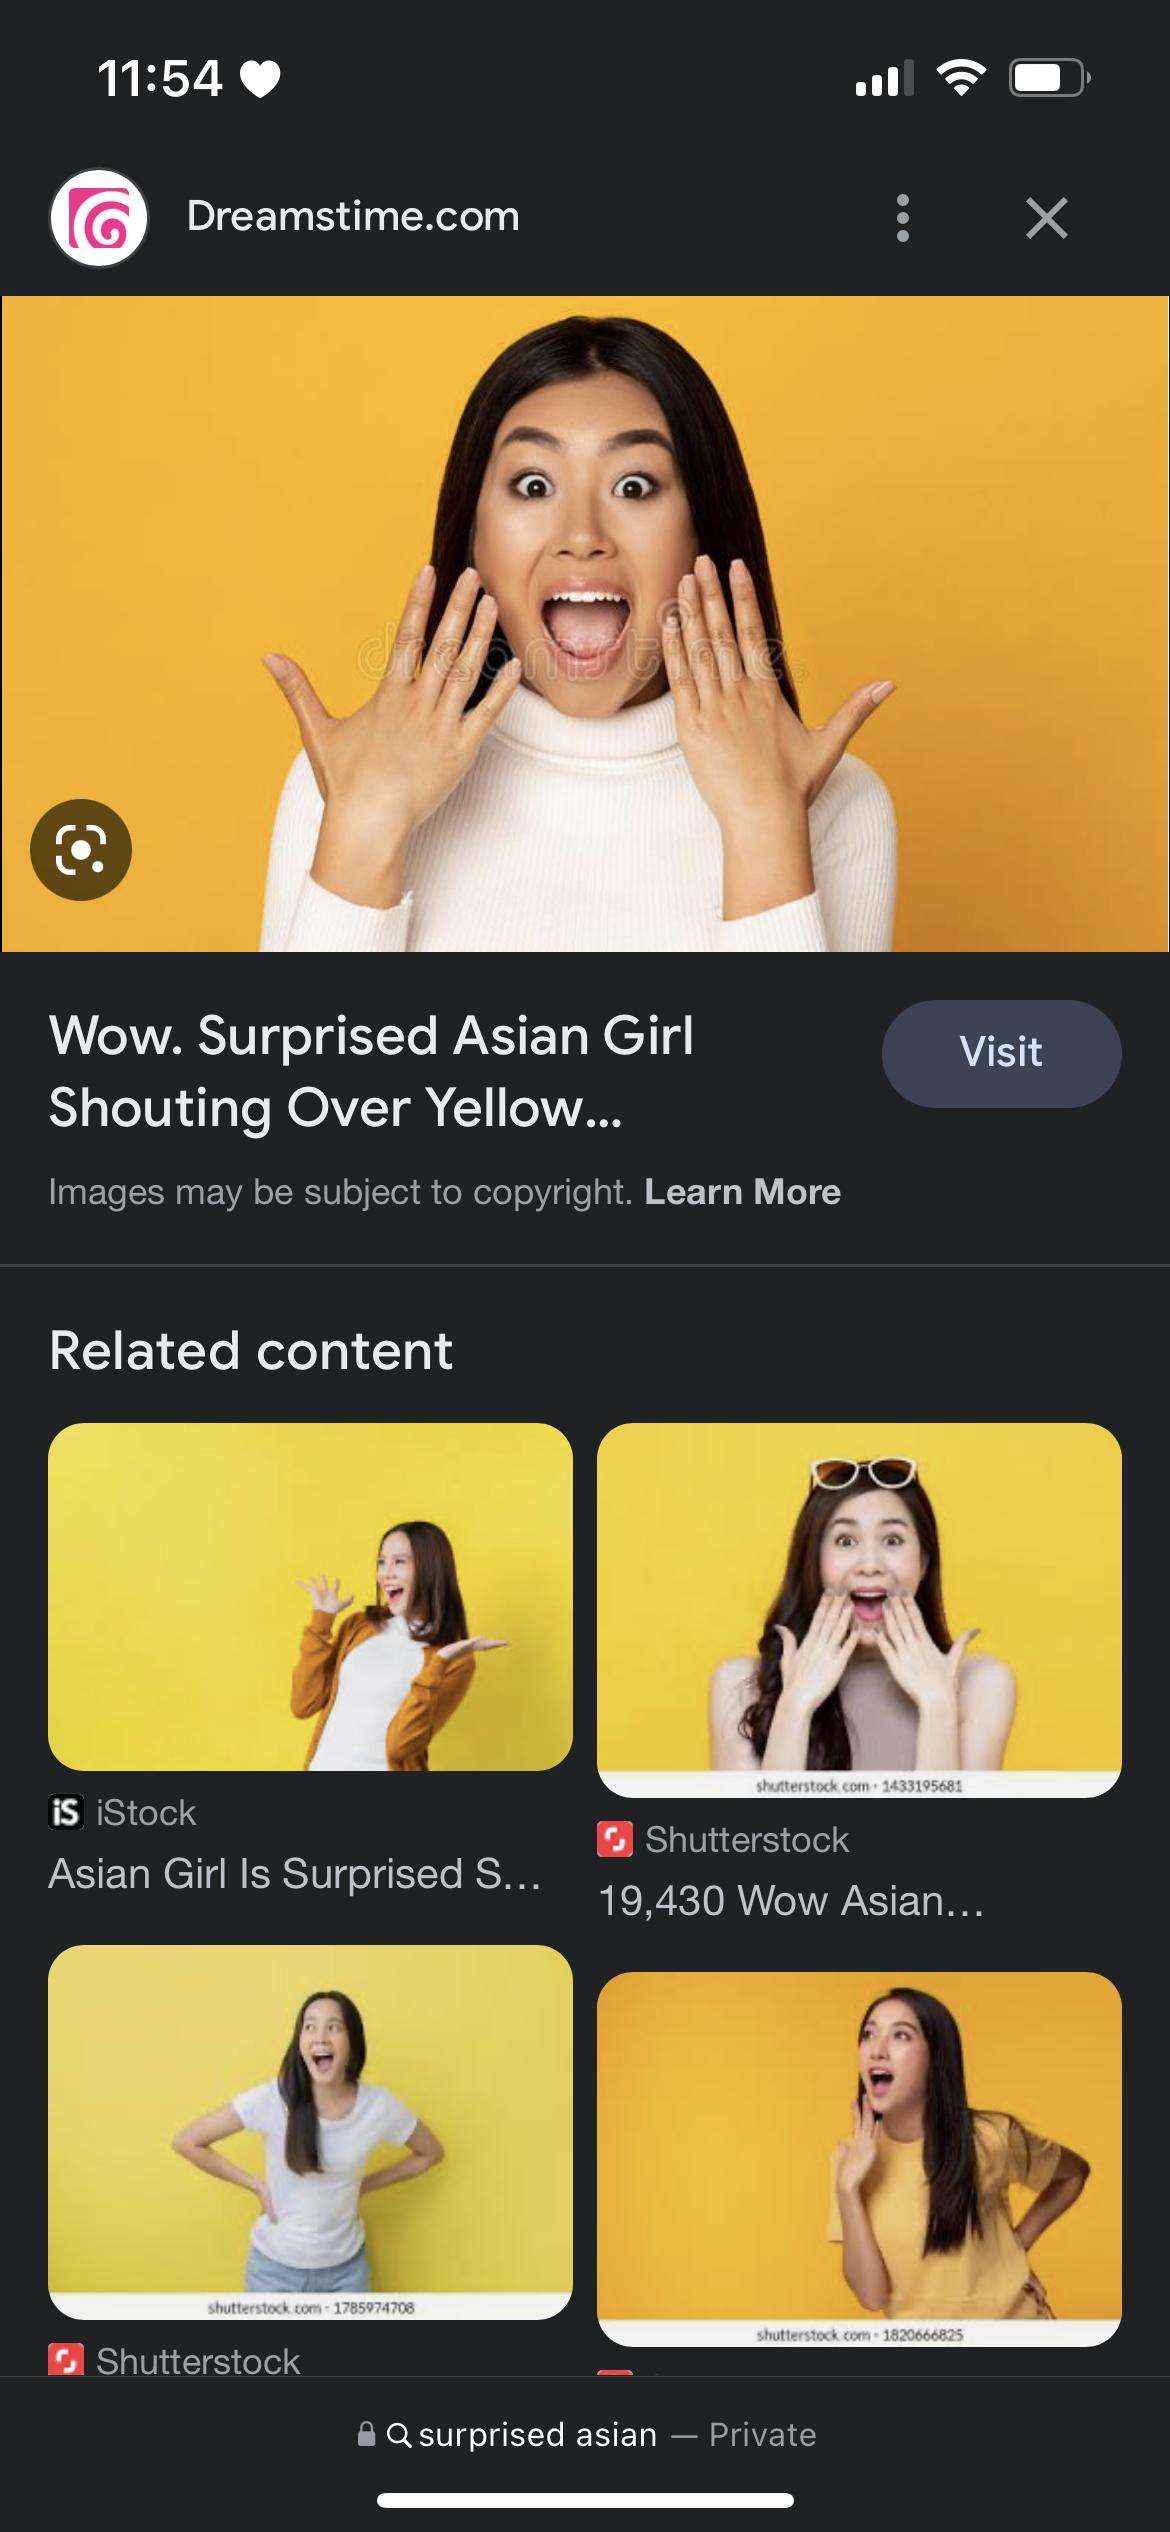 11:54
Dreamstime.com
dreamstime
Wow. Surprised Asian Girl
Shouting Over Yellow...
Visit
Images may be subject to copyright. Learn More
Related content
iS iStock
Asian Girl Is Surprised S...
shutterstock.com · 1433195681
Shutterstock
19,430 Wow Asian...
shutterstock.com · 1785974708
Shutterstock
shutterstock.com · 1820666825
surprised asian — Private